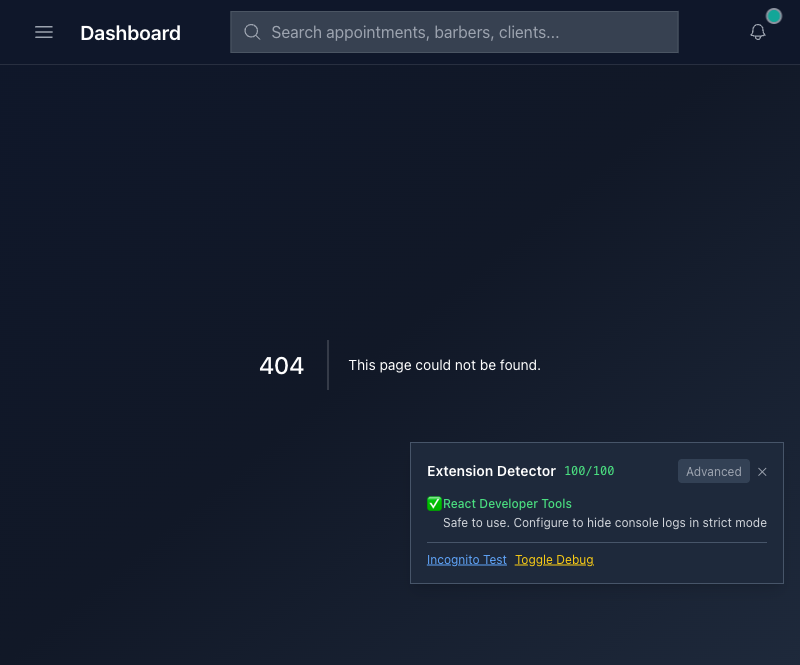 Dashboard
Search appointments, barbers, clients...
404
This page could not be found.
Extension Detector 100/100 Advanced ×
✅React Developer Tools
Safe to use. Configure to hide console logs in strict mode
Incognito Test Toggle Debug